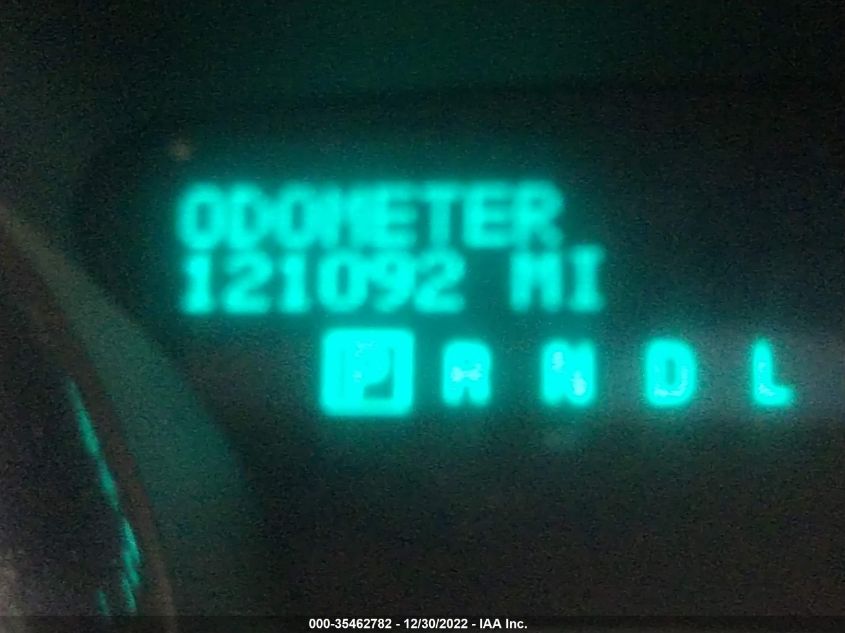 ODOMETER
121092 MI
P R N D L
000-35462782 - 12/30/2022 - IAA Inc.